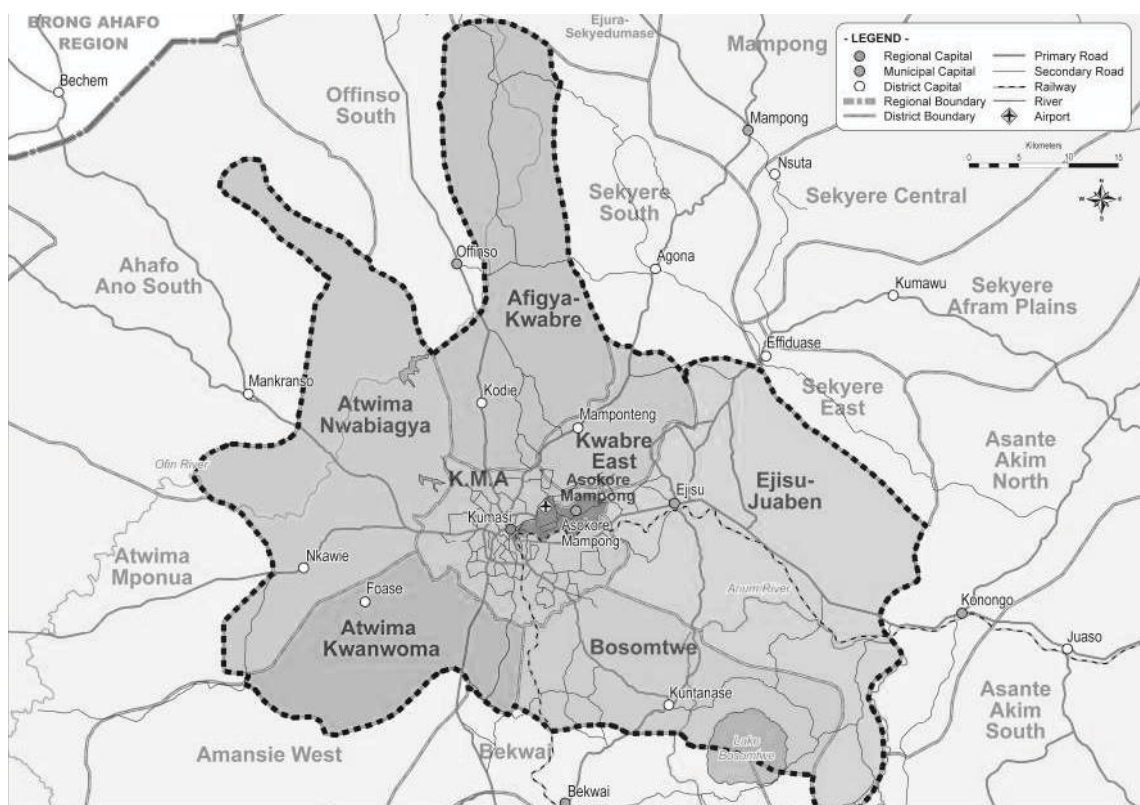 BRONG AHAFO
REGION
Bechem
Ejura-
Sekyedumase
Mampong
Offinso
South
- LEGEND -
Regional Capital
Municipal Capital
District Capital
Regional Boundary
District Boundary
Primary Road
Secondary Road
Railway
River
Airport
Kilometers
0 5 10 15
N
W E
S
Mampong
Nsuta
Sekyere
South
Sekyere Central
Offinso
Agona
Ahafo
Ano South
Afigya-
Kwabre
Kumawu
Sekyere
Afram Plains
Effiduase
Mankranso
Kodie
Sekyere
East
Atwima
Nwabiagya
Mamponteng
Kwabre
East
Asante
Akim
North
Ofin River
K.M.A
Asokore
Mampong
Ejisu
Ejisu-
Juaben
Kumasi
Asokore
Mampong
Atwima
Mponua
Nkawie
Foase
Arium River
Konongo
Atwima
Kwanwoma
Bosomtwe
Juaso
Kuntanase
Asante
Akim
South
Amansie West
Bekwai
Lake
Bosomtwe
Bekwai